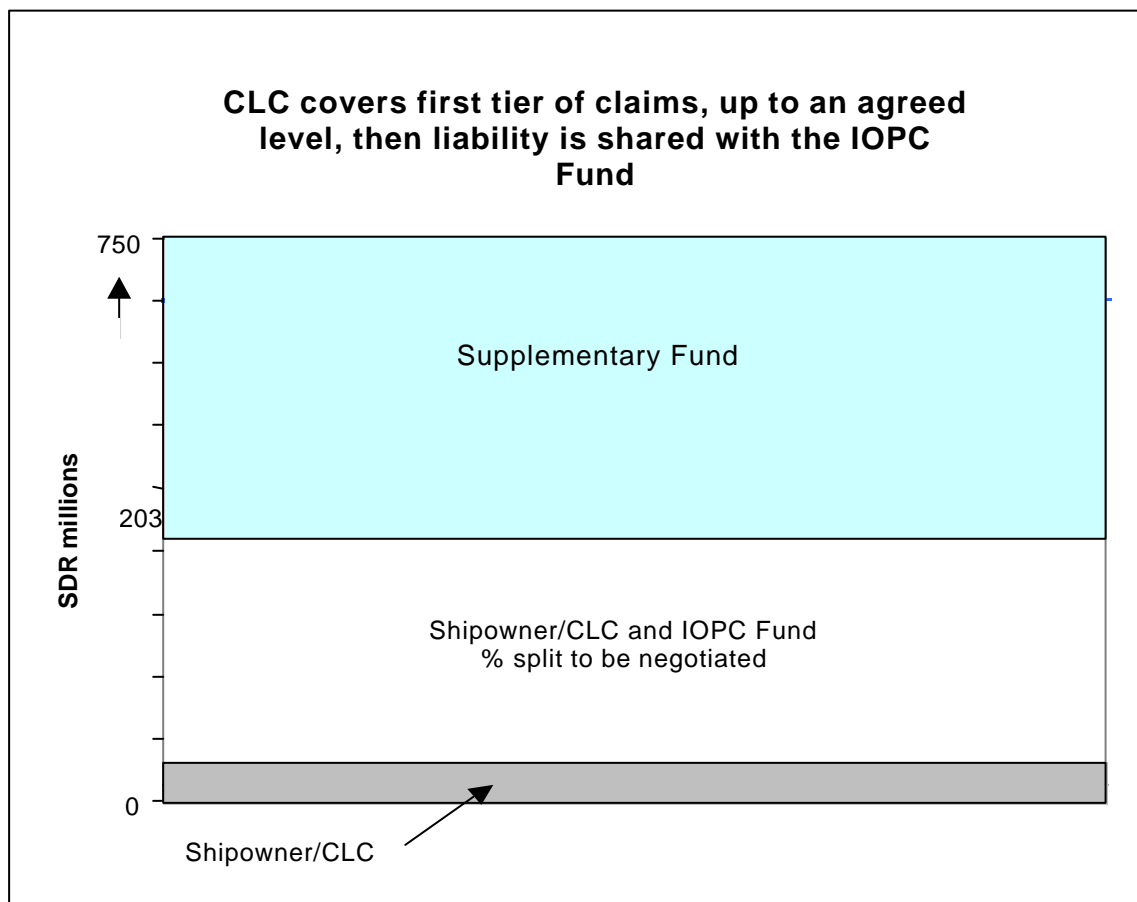 CLC covers first tier of claims, up to an agreed
level, then liability is shared with the IOPC
Fund
750
Supplementary Fund
SDR millions
203
Shipowner/CLC and IOPC Fund
% split to be negotiated
0
Shipowner/CLC